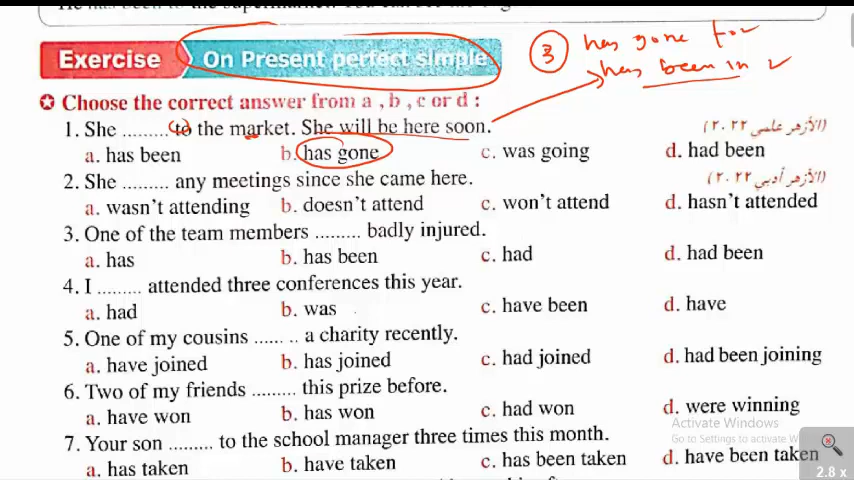 ③ has gone for
has been in ✓
Exercise On Present perfect simple
✪ Choose the correct answer from a , b , c or d :
1. She ......... to the market. She will be here soon. (الأزهر علمي ٢٠٢٢)
a. has been b. has gone c. was going d. had been
2. She ......... any meetings since she came here. (الأزهر أدبي ٢٠٢٢)
a. wasn't attending b. doesn't attend c. won't attend d. hasn't attended
3. One of the team members ......... badly injured.
a. has b. has been c. had d. had been
4. I ......... attended three conferences this year.
a. had b. was c. have been d. have
5. One of my cousins ...... .. a charity recently.
a. have joined b. has joined c. had joined d. had been joining
6. Two of my friends ......... this prize before.
a. have won b. has won c. had won d. were winning
7. Your son ......... to the school manager three times this month.
a. has taken b. have taken c. has been taken d. have been taken
Activate Windows
Go to Settings to activate W
2.8 x